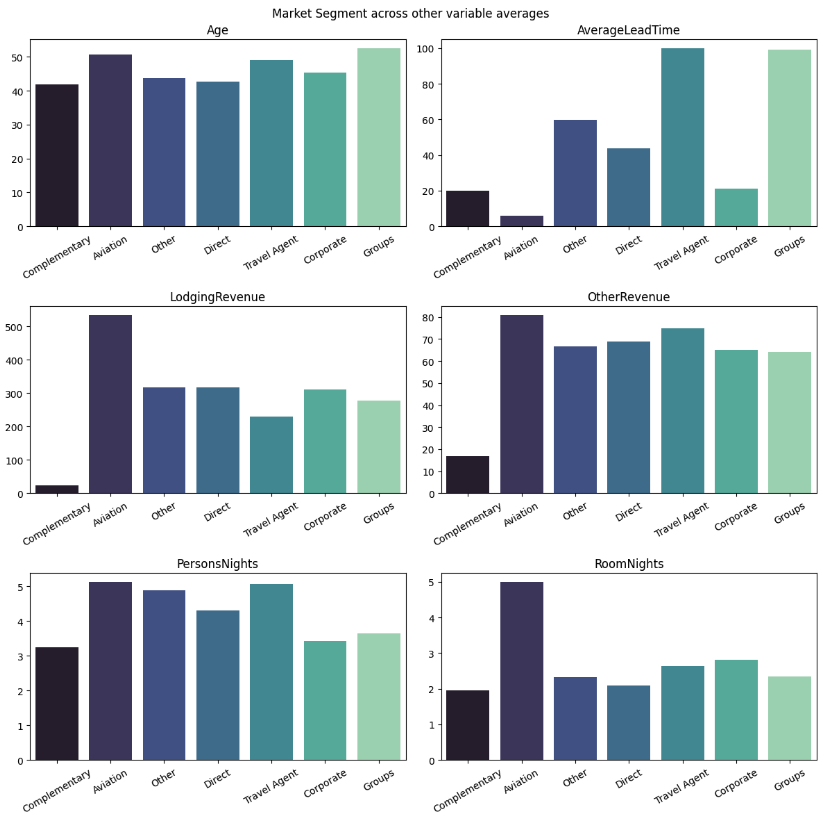 Market Segment across other variable averages
Age
50
40
30
20
10
0
Complementary
Aviation
Other
Direct
Travel Agent
Corporate
Groups
AverageLeadTime
100
80
60
40
20
0
Complementary
Aviation
Other
Direct
Travel Agent
Corporate
Groups
LodgingRevenue
500
400
300
200
100
0
Complementary
Aviation
Other
Direct
Travel Agent
Corporate
Groups
OtherRevenue
80
70
60
50
40
30
20
10
0
Complementary
Aviation
Other
Direct
Travel Agent
Corporate
Groups
PersonsNights
5
4
3
2
1
0
Complementary
Aviation
Other
Direct
Travel Agent
Corporate
Groups
RoomNights
5
4
3
2
1
0
Complementary
Aviation
Other
Direct
Travel Agent
Corporate
Groups